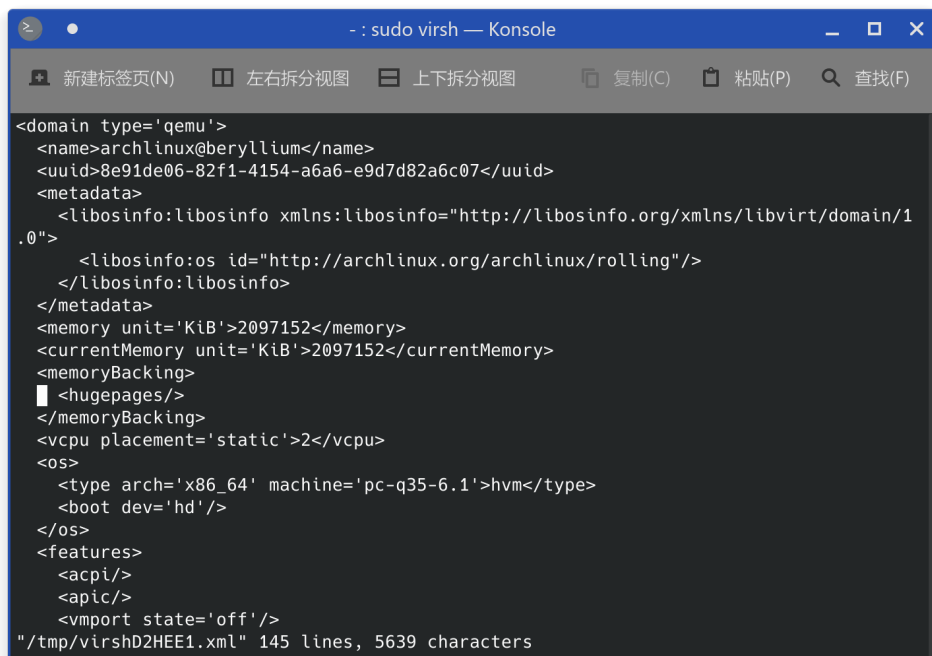 - : sudo virsh — Konsole
新建标签页(N) 左右拆分视图 上下拆分视图 复制(C) 粘贴(P) 查找(F)
<domain type='qemu'>
  <name>archlinux@beryllium</name>
  <uuid>8e91de06-82f1-4154-a6a6-e9d7d82a6c07</uuid>
  <metadata>
    <libosinfo:libosinfo xmlns:libosinfo="http://libosinfo.org/xmlns/libvirt/domain/1
.0">
      <libosinfo:os id="http://archlinux.org/archlinux/rolling"/>
    </libosinfo:libosinfo>
  </metadata>
  <memory unit='KiB'>2097152</memory>
  <currentMemory unit='KiB'>2097152</currentMemory>
  <memoryBacking>
    <hugepages/>
  </memoryBacking>
  <vcpu placement='static'>2</vcpu>
  <os>
    <type arch='x86_64' machine='pc-q35-6.1'>hvm</type>
    <boot dev='hd'/>
  </os>
  <features>
    <acpi/>
    <apic/>
    <vmport state='off'/>
"/tmp/virshD2HEE1.xml" 145 lines, 5639 characters